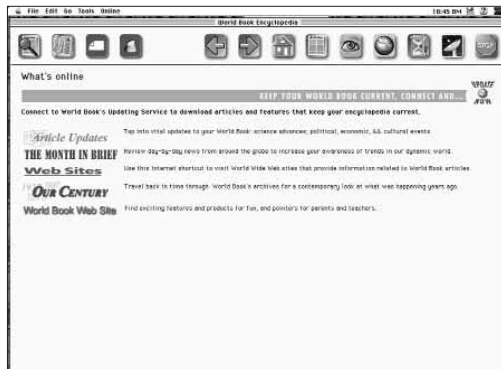 File Edit Go Tools Online
10:45 AM
World Book Encyclopedia
STOP
What's online
UPDATE NOW
KEEP YOUR WORLD BOOK CURRENT, CONNECT AND...
Connect to World Book's Updating Service to download articles and features that keep your encyclopedia current.
Article Updates Tap into vital updates to your World Book: science advances; political, economic, && cultural events
THE MONTH IN BRIEF Review day-by-day news from around the globe to increase your awareness of trends in our dynamic world.
Web Sites Use this Internet shortcut to visit World Wide Web sites that provide information related to World Book articles.
OUR CENTURY Travel back in time through World Book's archives for a contemporary look at what was happening years ago.
World Book Web Site Find exciting features and products for fun, and pointers for parents and teachers.